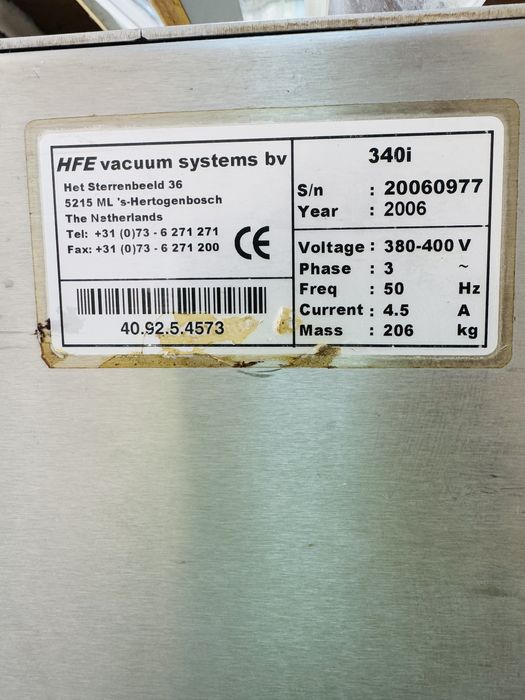 HFE vacuum systems bv
Het Sterrenbeeld 36
5215 ML 's-Hertogenbosch
The Netherlands
Tel: +31 (0)73 - 6 271 271
Fax: +31 (0)73 - 6 271 200
CE
40.92.5.4573
340i
S/n : 20060977
Year : 2006
Voltage : 380-400 V
Phase : 3 ~
Freq : 50 Hz
Current : 4.5 A
Mass : 206 kg